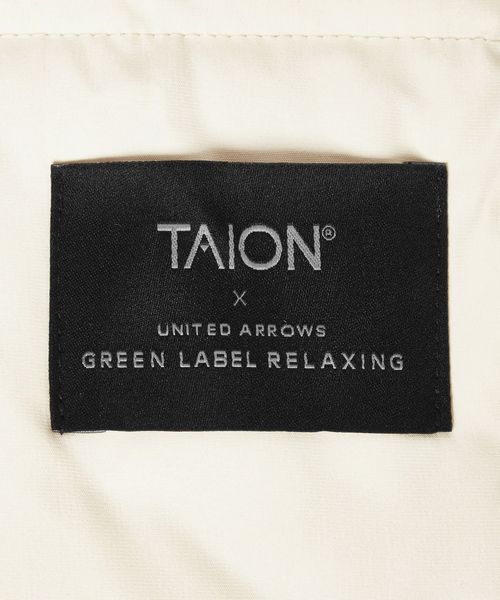 TAION®
X
UNITED ARROWS
GREEN LABEL RELAXING